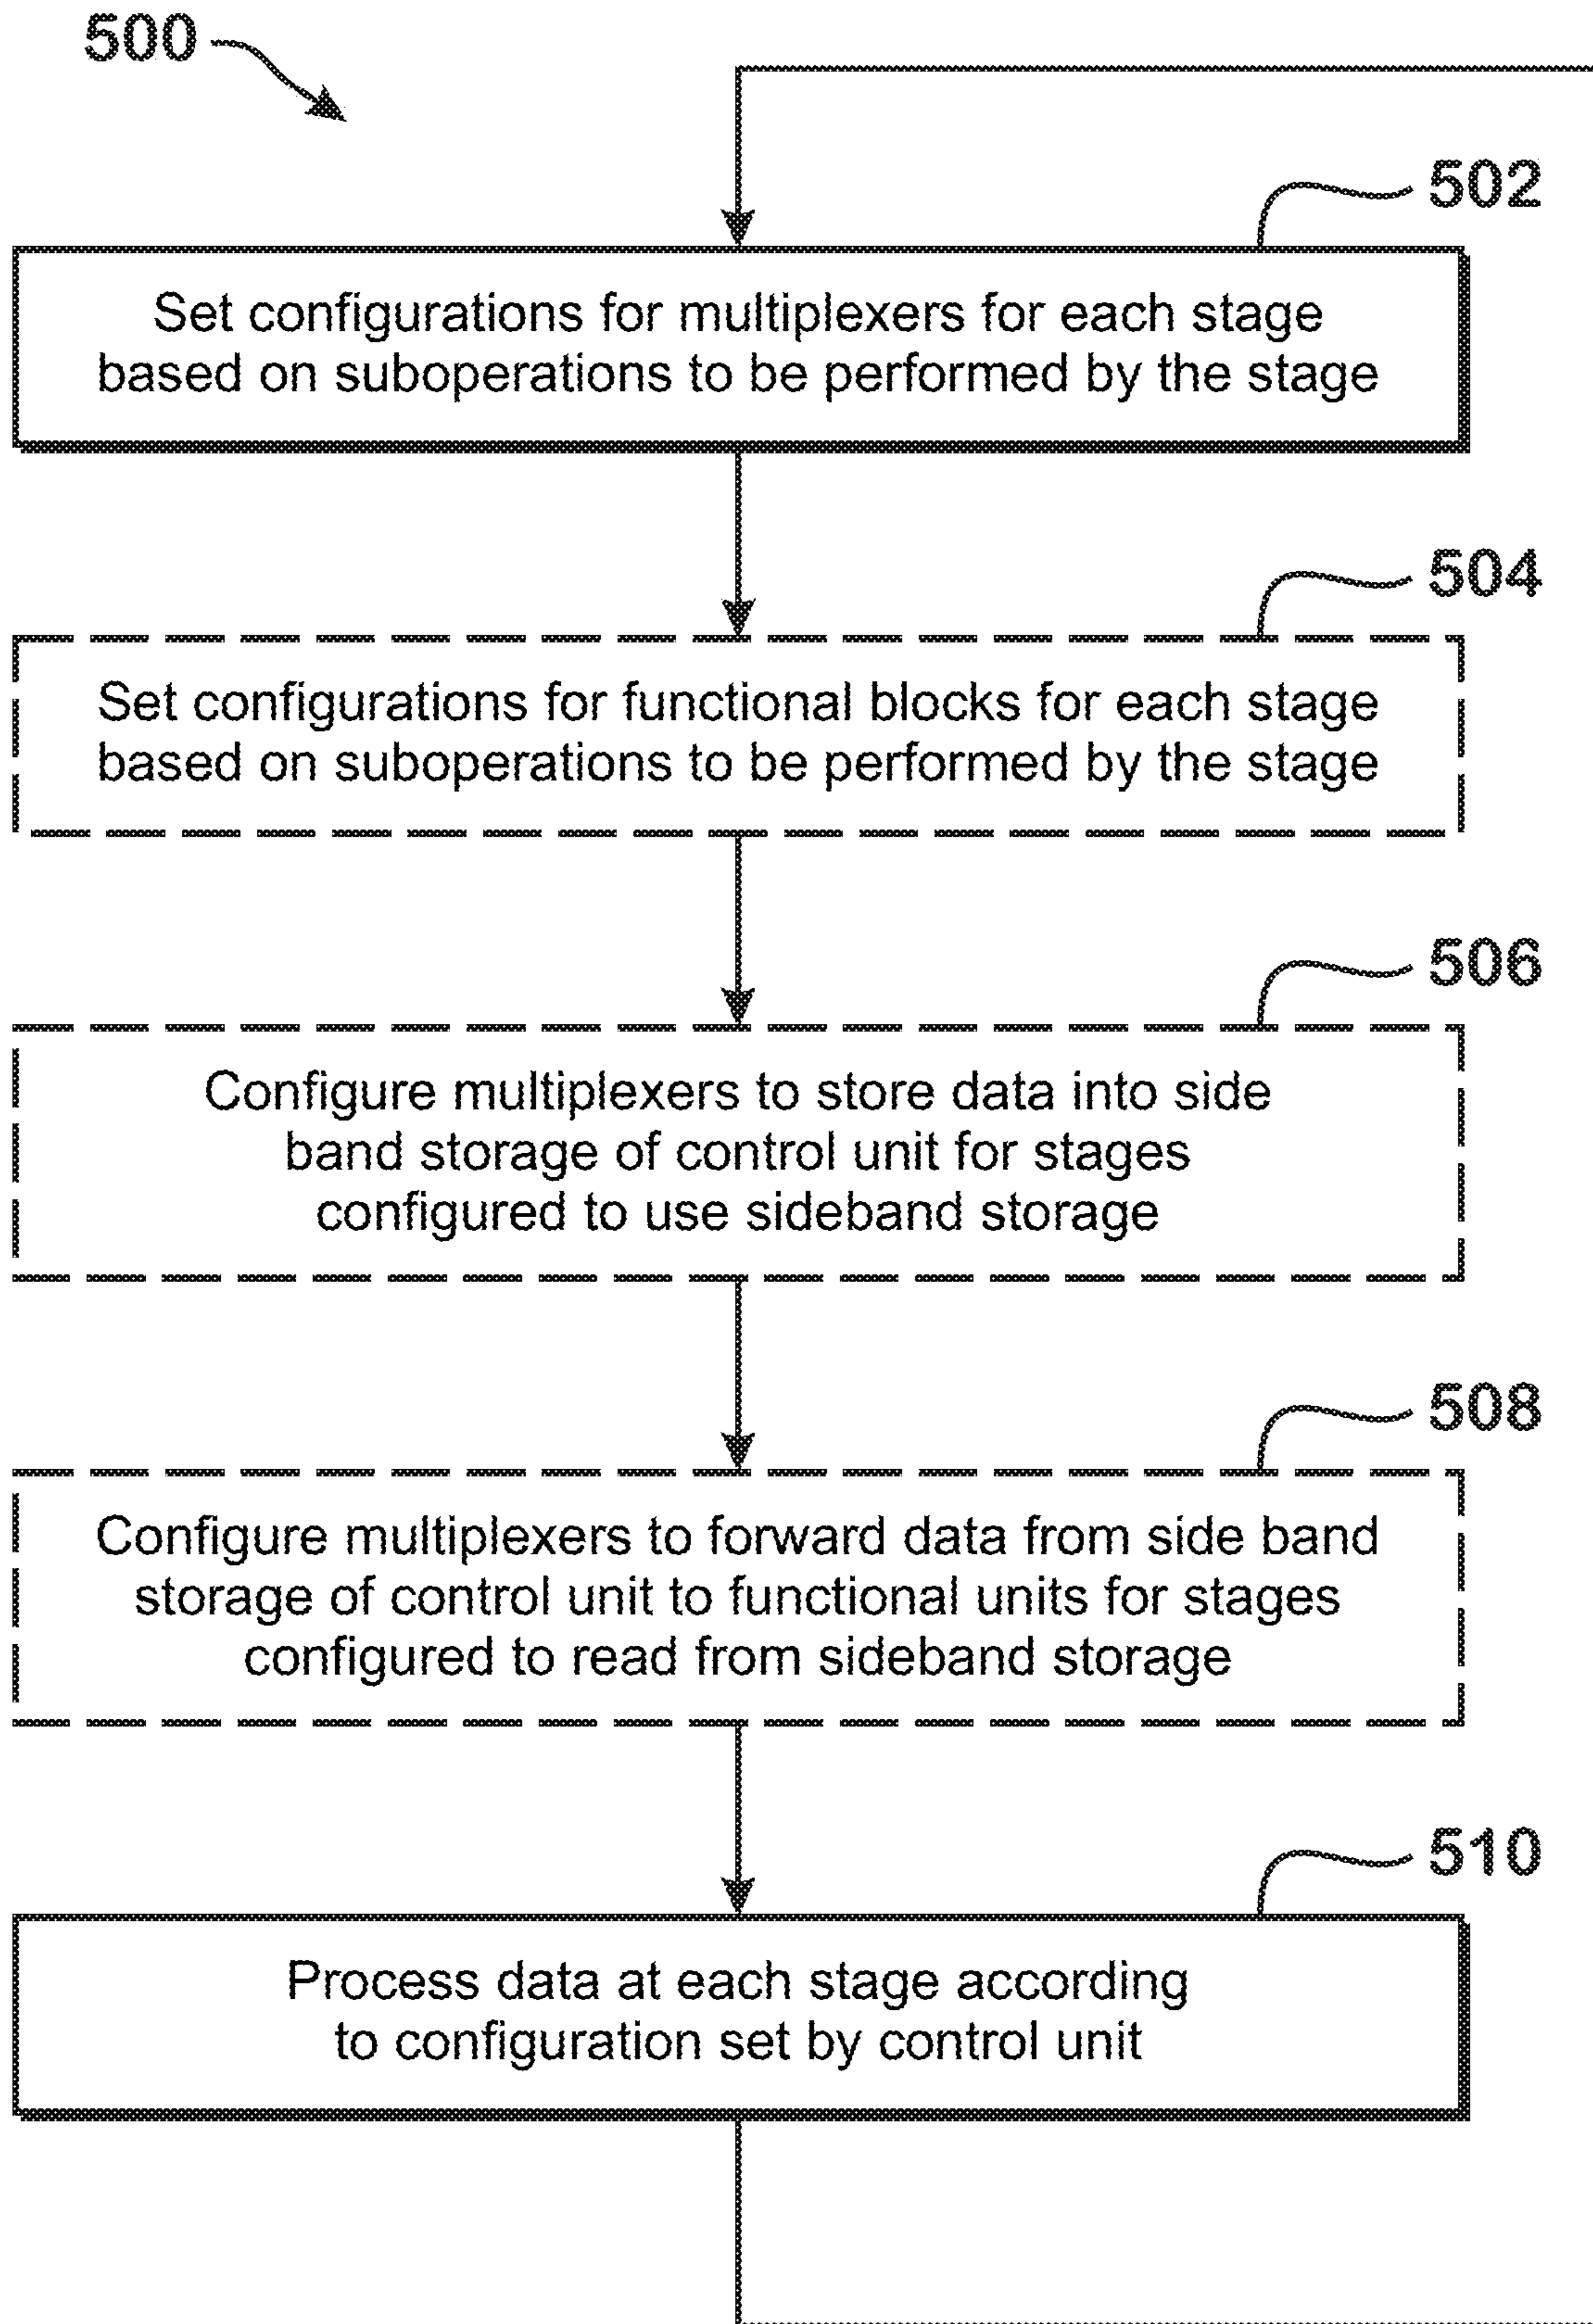 500
502
Set configurations for multiplexers for each stage
based on suboperations to be performed by the stage
504
Set configurations for functional blocks for each stage
based on suboperations to be performed by the stage
506
Configure multiplexers to store data into side
band storage of control unit for stages
configured to use sideband storage
508
Configure multiplexers to forward data from side band
storage of control unit to functional units for stages
configured to read from sideband storage
510
Process data at each stage according
to configuration set by control unit